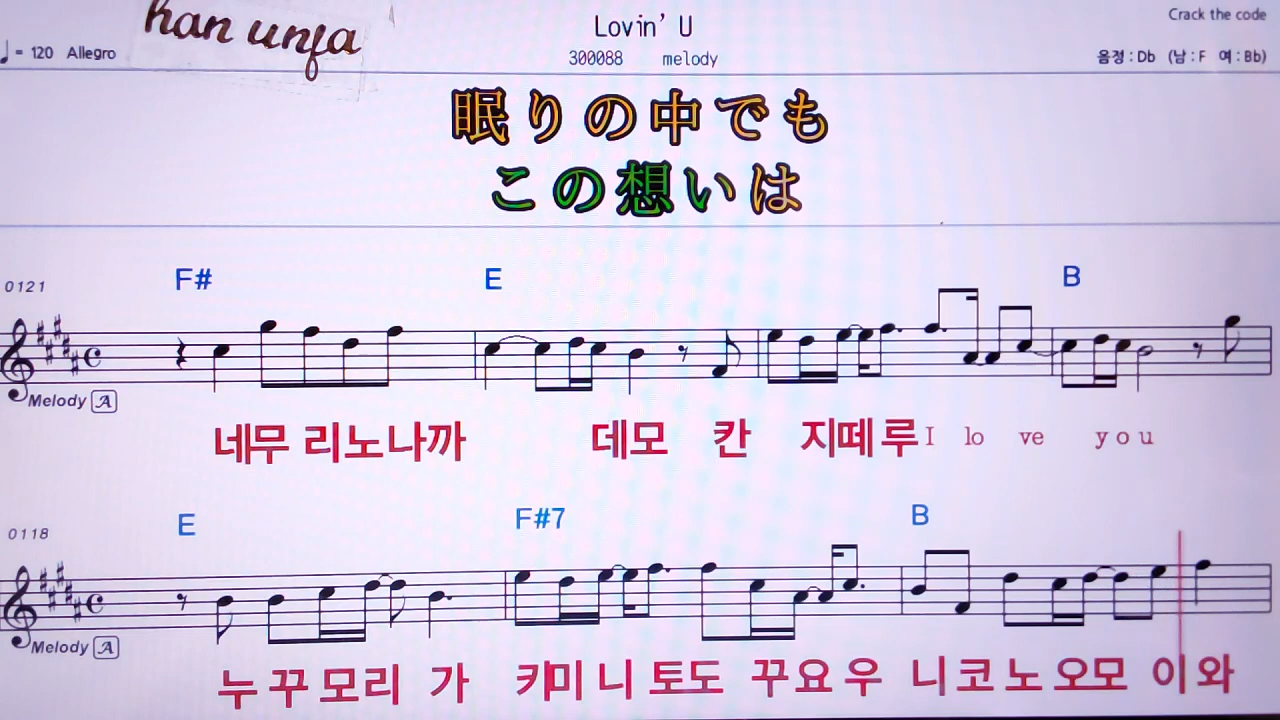 han unja
Lovin' U
Crack the code
♩= 120 Allegro
300088 melody
음정 : Db (남 : F 여 : Bb)
眠りの中でも
この想いは
0121
F# E B
Melody A
네무 리노나까 데모 칸 지떼루 I lo ve you
0118
E F#7 B
Melody A
누꾸모리 가 키미니 토도 꾸요우 니코노오모 이와